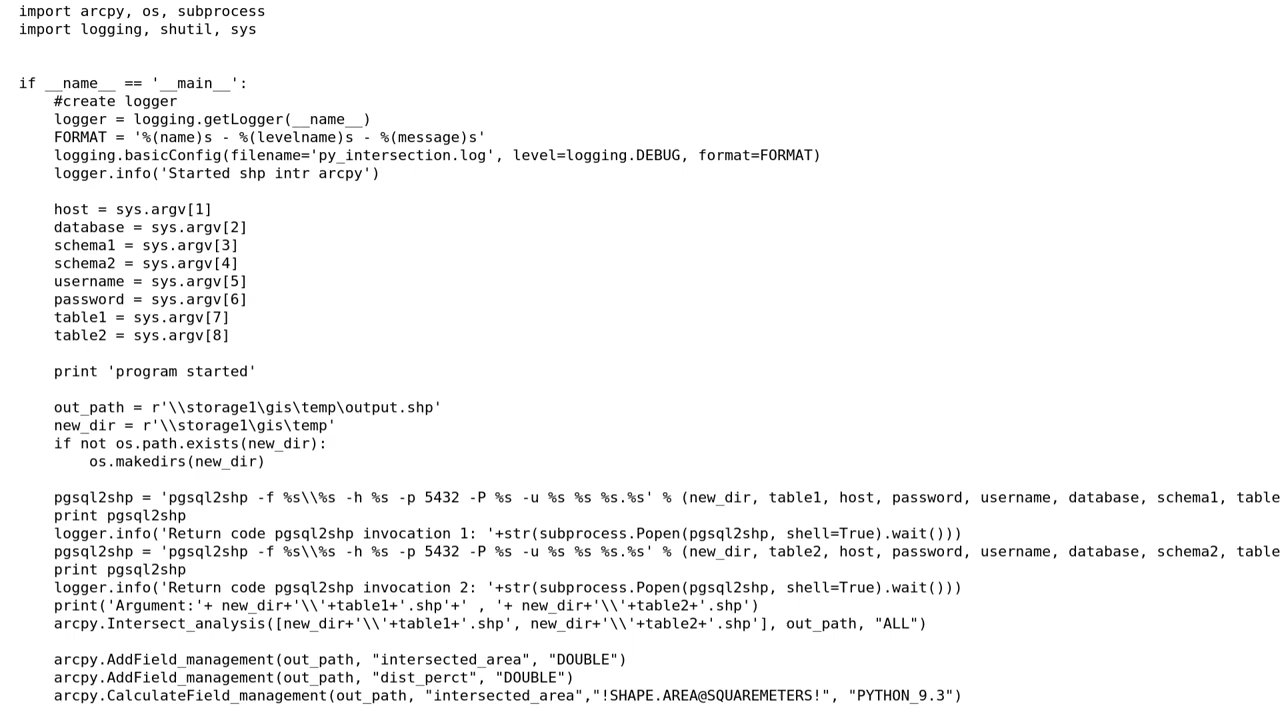 import arcpy, os, subprocess
import logging, shutil, sys
if __name__ == '__main__':
#create logger
logger = logging.getLogger(__name__)
FORMAT = '%(name)s - %(levelname)s - %(message)s'
logging.basicConfig(filename='py_intersection.log', level=logging.DEBUG, format=FORMAT)
logger.info('Started shp intr arcpy')
host = sys.argv[1]
database = sys.argv[2]
schema1 = sys.argv[3]
schema2 = sys.argv[4]
username = sys.argv[5]
password = sys.argv[6]
table1 = sys.argv[7]
table2 = sys.argv[8]
print 'program started'
out_path = r'\\storage1\gis\temp\output.shp'
new_dir = r'\\storage1\gis\temp'
if not os.path.exists(new_dir):
os.makedirs(new_dir)
pgsql2shp = 'pgsql2shp -f %s\\%s -h %s -p 5432 -P %s -u %s %s %s.%s' % (new_dir, table1, host, password, username, database, schema1, table
print pgsql2shp
logger.info('Return code pgsql2shp invocation 1: '+str(subprocess.Popen(pgsql2shp, shell=True).wait()))
pgsql2shp = 'pgsql2shp -f %s\\%s -h %s -p 5432 -P %s -u %s %s %s.%s' % (new_dir, table2, host, password, username, database, schema2, table
print pgsql2shp
logger.info('Return code pgsql2shp invocation 2: '+str(subprocess.Popen(pgsql2shp, shell=True).wait()))
print('Argument:'+ new_dir+'\\'+table1+'.shp'+' , '+ new_dir+'\\'+table2+'.shp')
arcpy.Intersect_analysis([new_dir+'\\'+table1+'.shp', new_dir+'\\'+table2+'.shp'], out_path, "ALL")
arcpy.AddField_management(out_path, "intersected_area", "DOUBLE")
arcpy.AddField_management(out_path, "dist_perct", "DOUBLE")
arcpy.CalculateField_management(out_path, "intersected_area","!SHAPE.AREA@SQUAREMETERS!", "PYTHON_9.3")